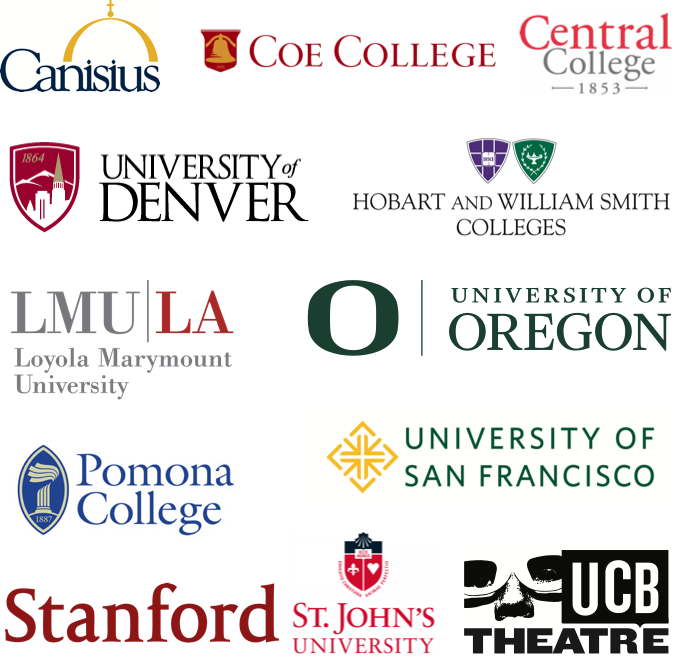 Canisius
COE COLLEGE
Central
College
1853
1864
UNIVERSITY of
DENVER
HOBART AND WILLIAM SMITH
COLLEGES
LMU|LA
Loyola Marymount
University
O
UNIVERSITY OF
OREGON
Pomona
College
1887
UNIVERSITY OF
SAN FRANCISCO
Stanford
ST. JOHN'S
UNIVERSITY
UCB
THEATRE